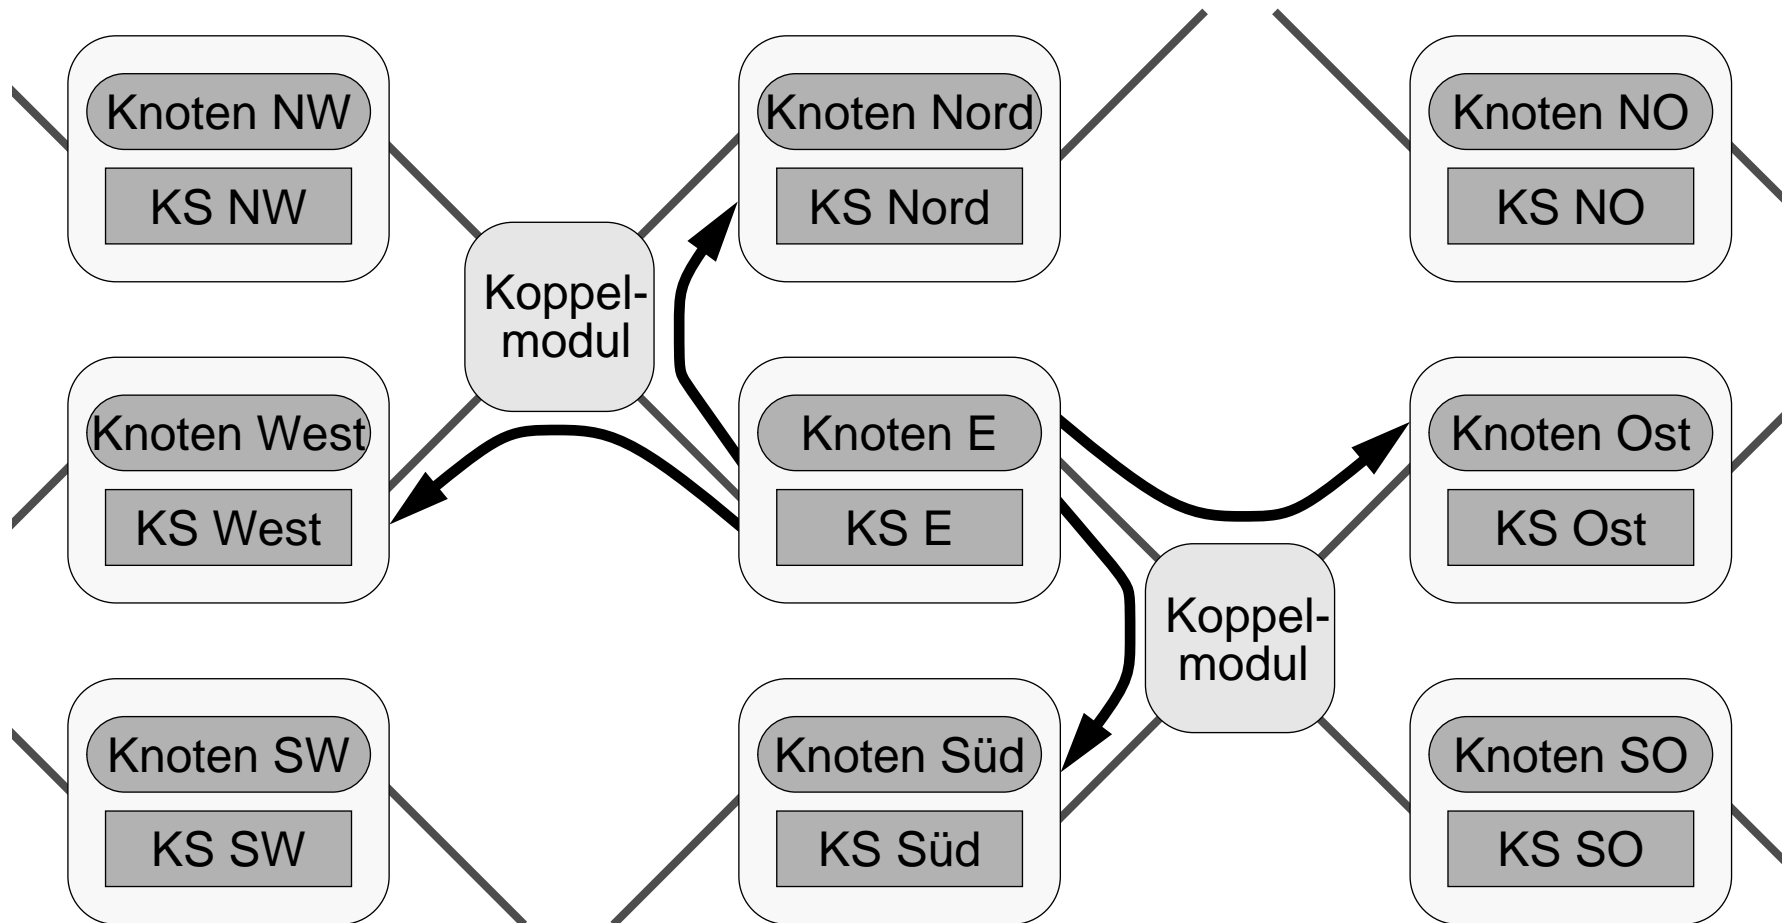 Knoten NW
KS NW
Knoten Nord
KS Nord
Knoten NO
KS NO
Koppel-
modul
Knoten West
KS West
Knoten E
KS E
Knoten Ost
KS Ost
Koppel-
modul
Knoten SW
KS SW
Knoten Süd
KS Süd
Knoten SO
KS SO